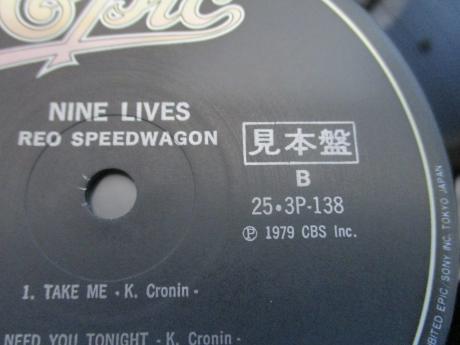 Epic
NINE LIVES
REO SPEEDWAGON
見本盤
B
25・3P-138
Ⓟ 1979 CBS Inc.
1. TAKE ME - K. Cronin -
NEED YOU TONIGHT - K. Cronin -
BITED EPIC/SONY INC. TOKYO JAPAN